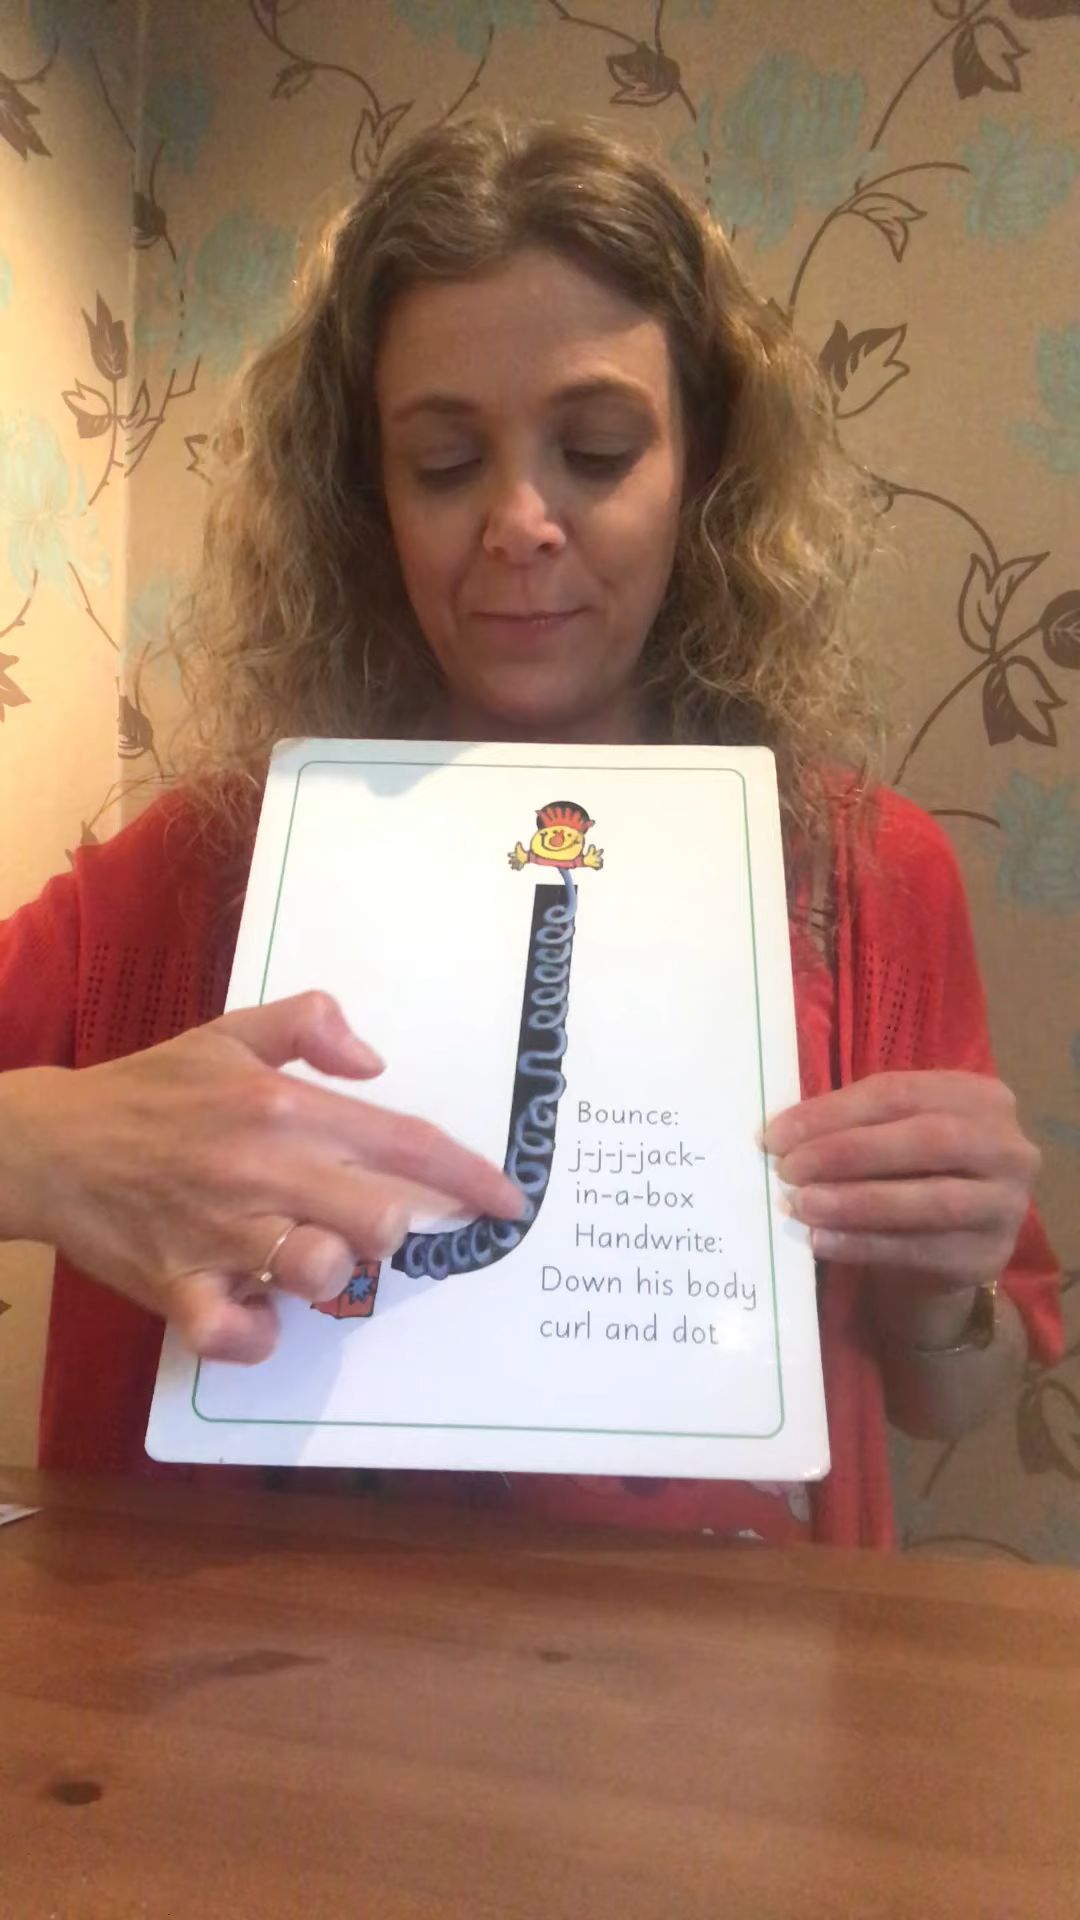 Bounce:
j-j-j-jack-
in-a-box
Handwrite:
Down his body
curl and dot